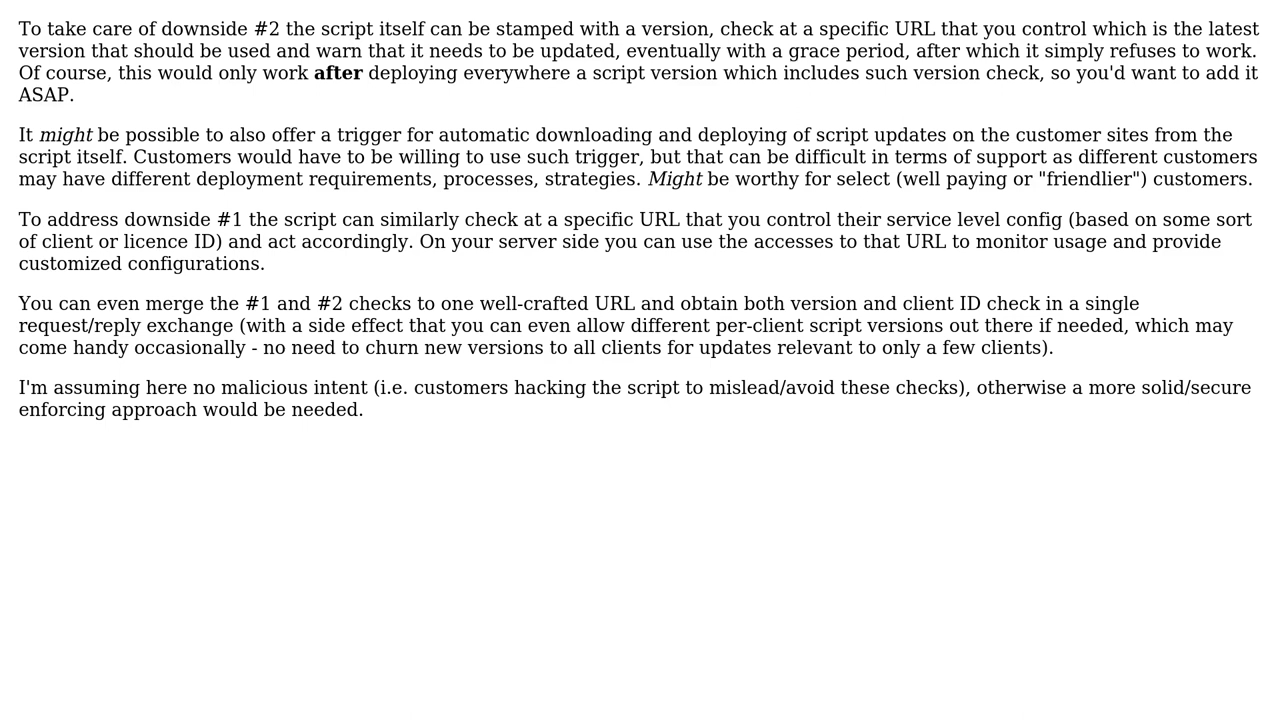 To take care of downside #2 the script itself can be stamped with a version, check at a specific URL that you control which is the latest
version that should be used and warn that it needs to be updated, eventually with a grace period, after which it simply refuses to work.
Of course, this would only work after deploying everywhere a script version which includes such version check, so you'd want to add it
ASAP.
It might be possible to also offer a trigger for automatic downloading and deploying of script updates on the customer sites from the
script itself. Customers would have to be willing to use such trigger, but that can be difficult in terms of support as different customers
may have different deployment requirements, processes, strategies. Might be worthy for select (well paying or "friendlier") customers.
To address downside #1 the script can similarly check at a specific URL that you control their service level config (based on some sort
of client or licence ID) and act accordingly. On your server side you can use the accesses to that URL to monitor usage and provide
customized configurations.
You can even merge the #1 and #2 checks to one well-crafted URL and obtain both version and client ID check in a single
request/reply exchange (with a side effect that you can even allow different per-client script versions out there if needed, which may
come handy occasionally - no need to churn new versions to all clients for updates relevant to only a few clients).
I'm assuming here no malicious intent (i.e. customers hacking the script to mislead/avoid these checks), otherwise a more solid/secure
enforcing approach would be needed.